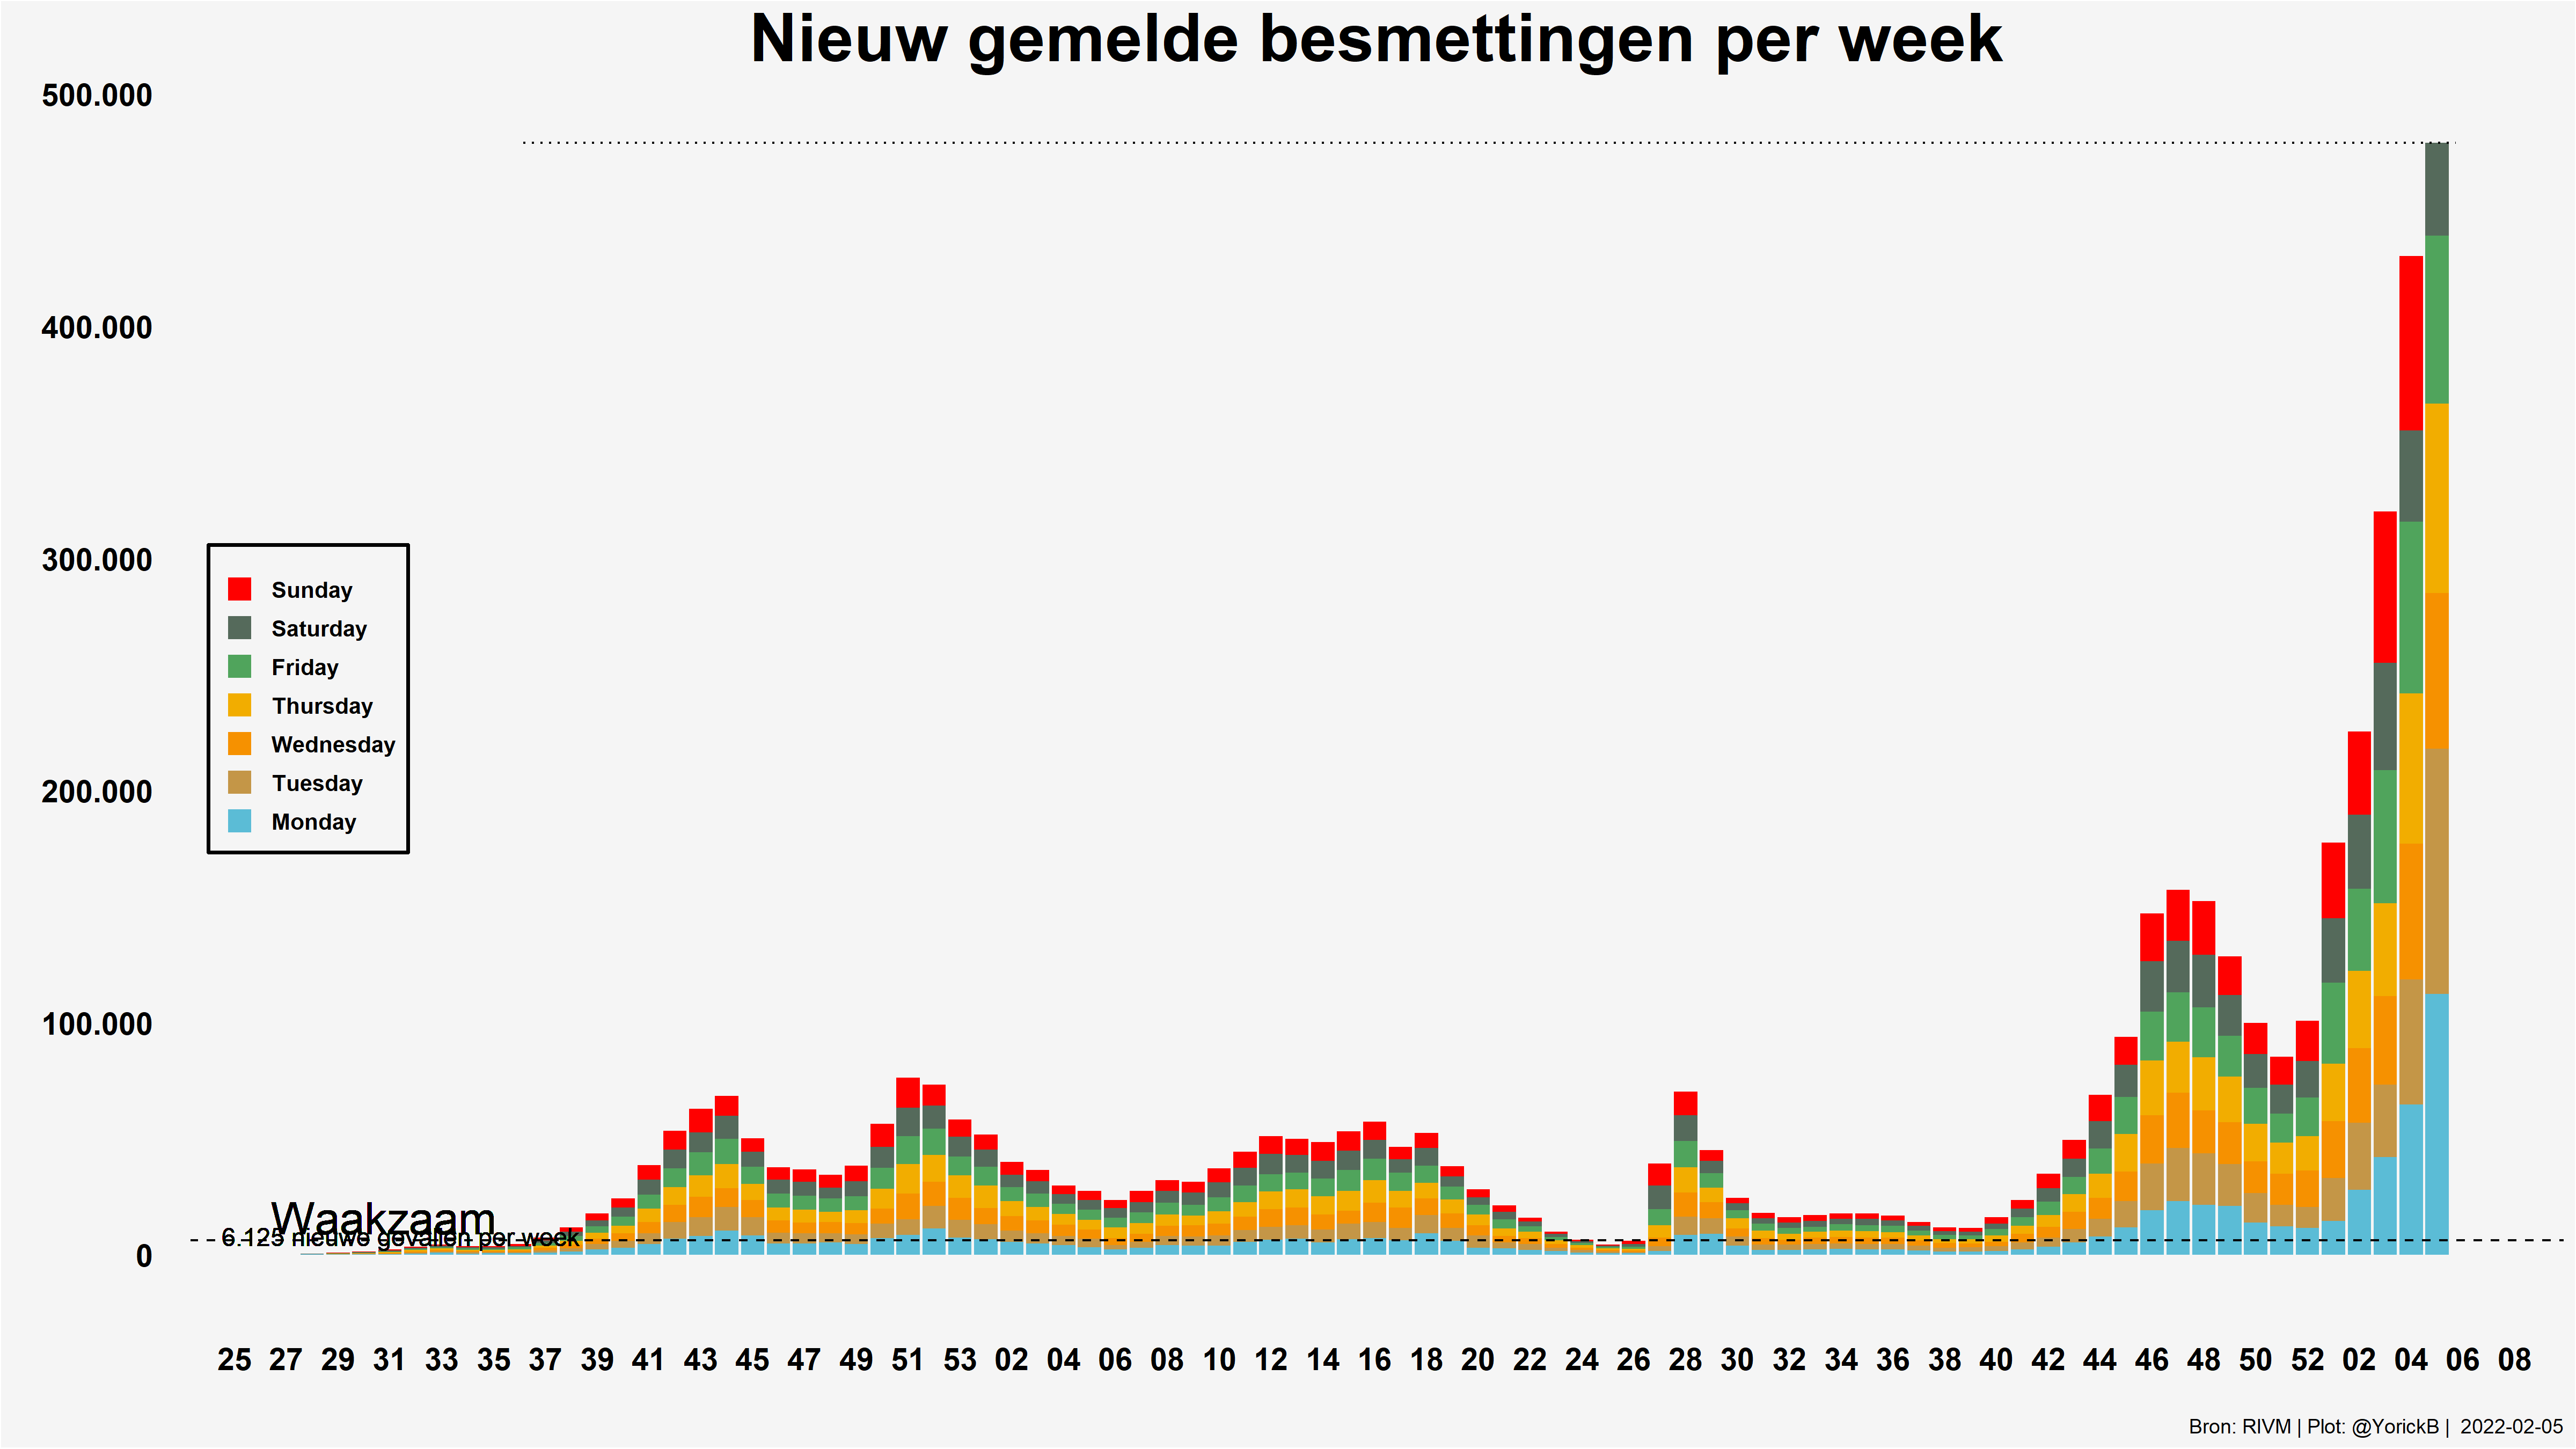 Nieuw gemelde besmettingen per week
500.000
400.000
300.000
200.000
100.000
0
Sunday
Saturday
Friday
Thursday
Wednesday
Tuesday
Monday
Waakzaam
6.125 nieuwe gevallen per week
25 27 29 31 33 35 37 39 41 43 45 47 49 51 53 02 04 06 08 10 12 14 16 18 20 22 24 26 28 30 32 34 36 38 40 42 44 46 48 50 52 02 04 06 08
Bron: RIVM | Plot: @YorickB | 2022-02-05